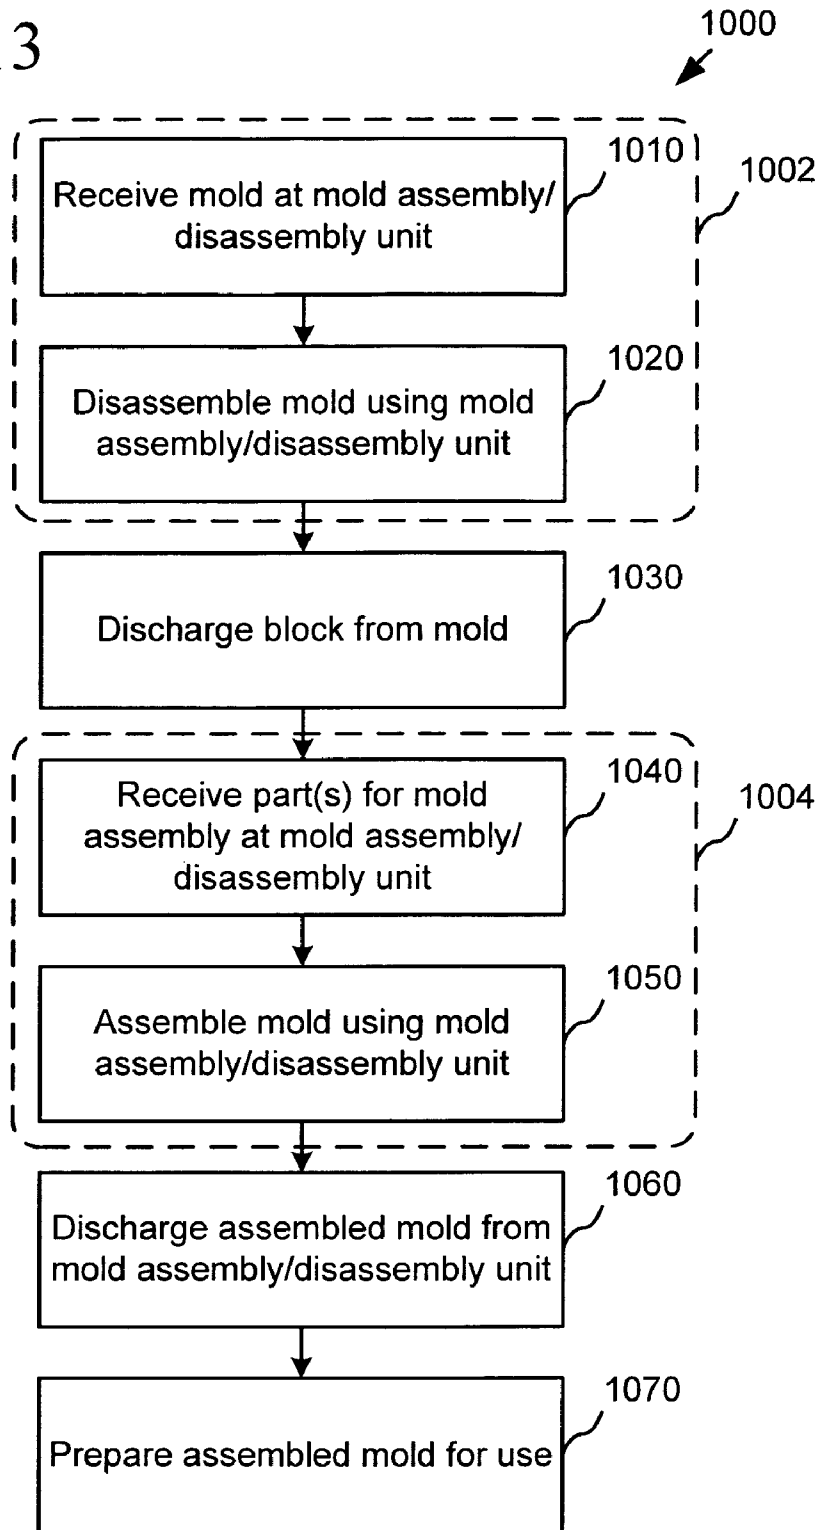 13
1000
1010
1002
Receive mold at mold assembly/
disassembly unit
1020
Disassemble mold using mold
assembly/disassembly unit
1030
Discharge block from mold
1040
1004
Receive part(s) for mold
assembly at mold assembly/
disassembly unit
1050
Assemble mold using mold
assembly/disassembly unit
1060
Discharge assembled mold from
mold assembly/disassembly unit
1070
Prepare assembled mold for use